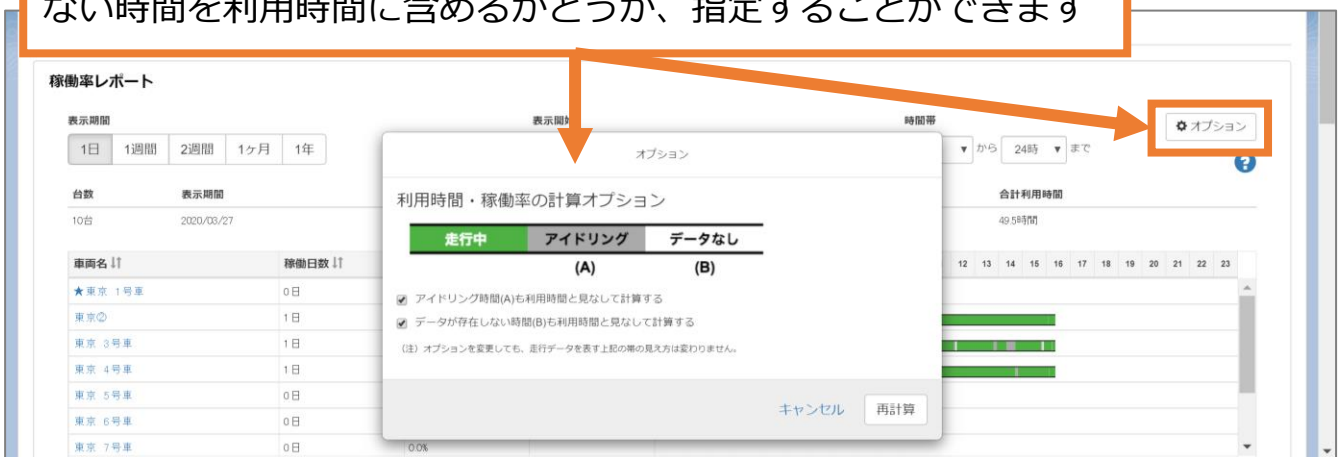 ない時間を利用時間に含めるかどうか、指定することができます
稼働率レポート
表示期間
時間帯
1日 1週間 2週間 1ヶ月 1年
から 24時 まで
オプション
?
台数 表示期間 合計利用時間
10台 2020/03/27 49.5時間
オプション
利用時間・稼働率の計算オプション
走行中 アイドリング データなし
(A) (B)
アイドリング時間(A)も利用時間と見なして計算する
データが存在しない時間(B)も利用時間と見なして計算する
(注) オプションを変更しても、走行データを表す上記の帯の見え方は変わりません。
キャンセル 再計算
車両名 稼働日数 12 13 14 15 16 17 18 19 20 21 22 23
★東京 1号車 0日
東京② 1日
東京 3号車 1日
東京 4号車 1日
東京 5号車 0日
東京 6号車 0日
東京 7号車 0日 0.0%